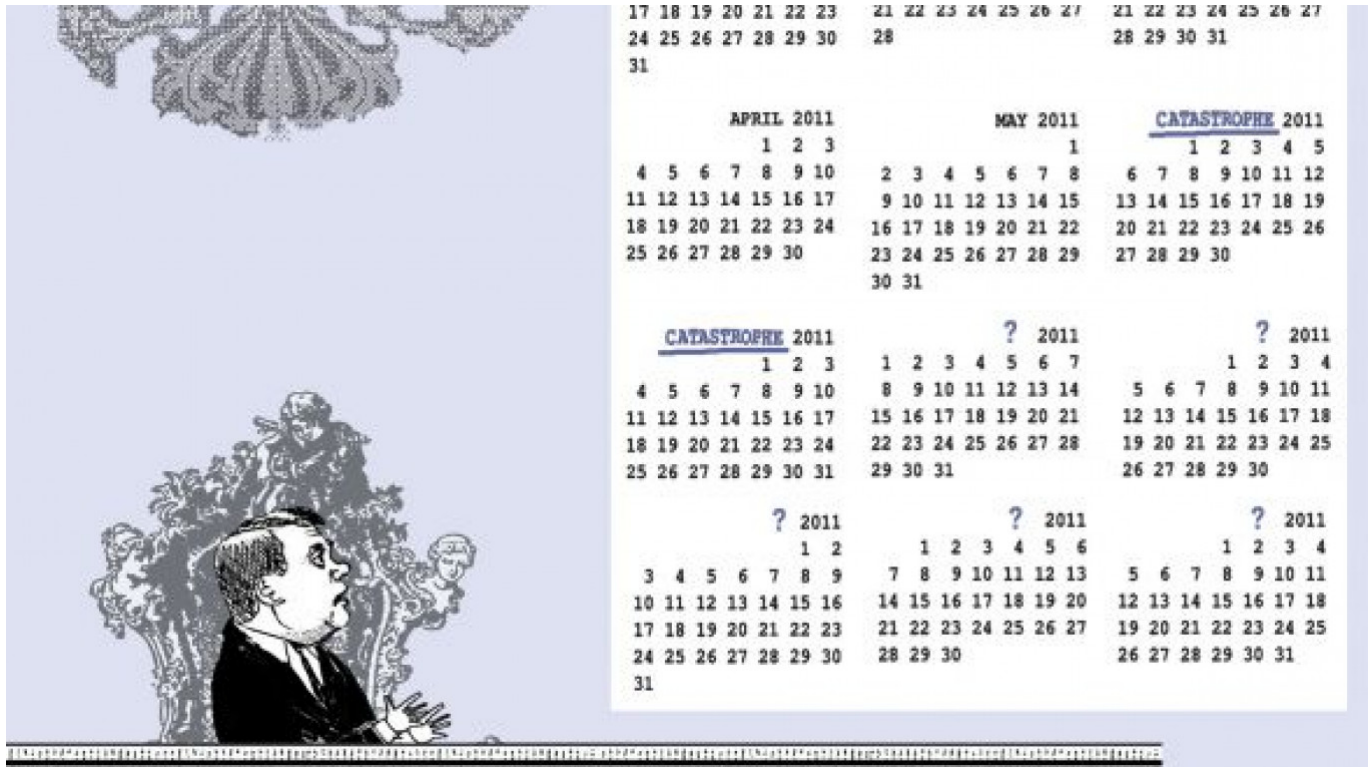 17 18 19 20 21 22 23
24 25 26 27 28 29 30
31
21 22 23 24 25 26 27
28
21 22 23 24 25 26 27
28 29 30 31
APRIL 2011
1 2 3
4 5 6 7 8 9 10
11 12 13 14 15 16 17
18 19 20 21 22 23 24
25 26 27 28 29 30
MAY 2011
1
2 3 4 5 6 7 8
9 10 11 12 13 14 15
16 17 18 19 20 21 22
23 24 25 26 27 28 29
30 31
CATASTROPHE 2011
1 2 3 4 5
6 7 8 9 10 11 12
13 14 15 16 17 18 19
20 21 22 23 24 25 26
27 28 29 30
CATASTROPHE 2011
1 2 3
4 5 6 7 8 9 10
11 12 13 14 15 16 17
18 19 20 21 22 23 24
25 26 27 28 29 30 31
? 2011
1 2 3 4 5 6 7
8 9 10 11 12 13 14
15 16 17 18 19 20 21
22 23 24 25 26 27 28
29 30 31
? 2011
1 2 3 4
5 6 7 8 9 10 11
12 13 14 15 16 17 18
19 20 21 22 23 24 25
26 27 28 29 30
? 2011
1 2
3 4 5 6 7 8 9
10 11 12 13 14 15 16
17 18 19 20 21 22 23
24 25 26 27 28 29 30
31
? 2011
1 2 3 4 5 6
7 8 9 10 11 12 13
14 15 16 17 18 19 20
21 22 23 24 25 26 27
28 29 30
? 2011
1 2 3 4
5 6 7 8 9 10 11
12 13 14 15 16 17 18
19 20 21 22 23 24 25
26 27 28 29 30 31